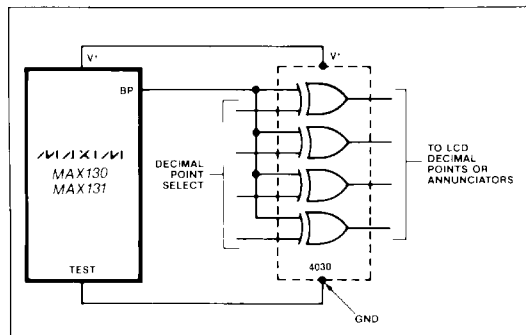 V+
V+
BP
MAXIM
MAX130
MAX131
DECIMAL
POINT
SELECT
TO LCD
DECIMAL
POINTS OR
ANNUNCIATORS
TEST
4030
GND